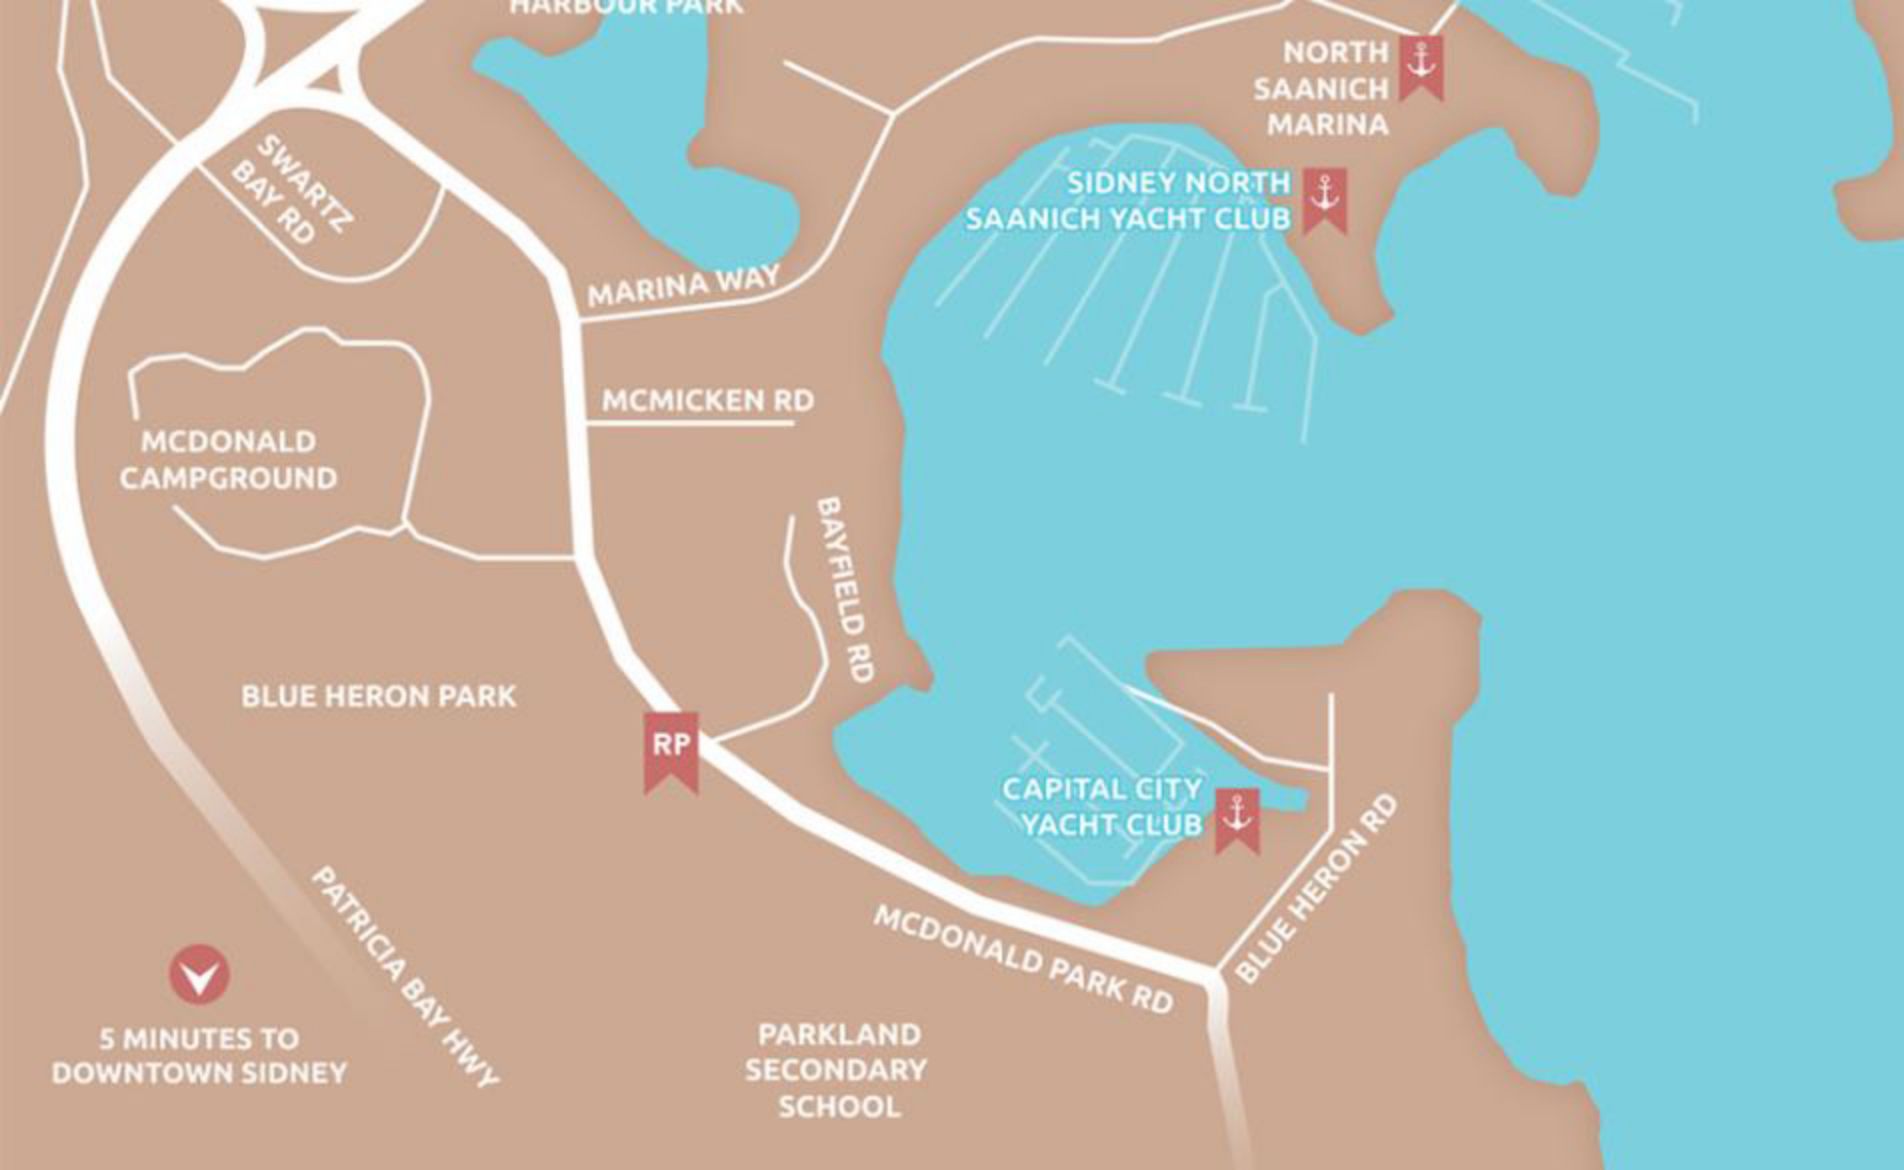 HARBOUR PARK
NORTH
SAANICH
MARINA
SWARTZ
BAY RD
SIDNEY NORTH
SAANICH YACHT CLUB
MARINA WAY
MCMICKEN RD
MCDONALD
CAMPGROUND
BAYFIELD RD
BLUE HERON PARK
RP
CAPITAL CITY
YACHT CLUB
BLUE HERON RD
PATRICIA BAY HWY
MCDONALD PARK RD
5 MINUTES TO
DOWNTOWN SIDNEY
PARKLAND
SECONDARY
SCHOOL